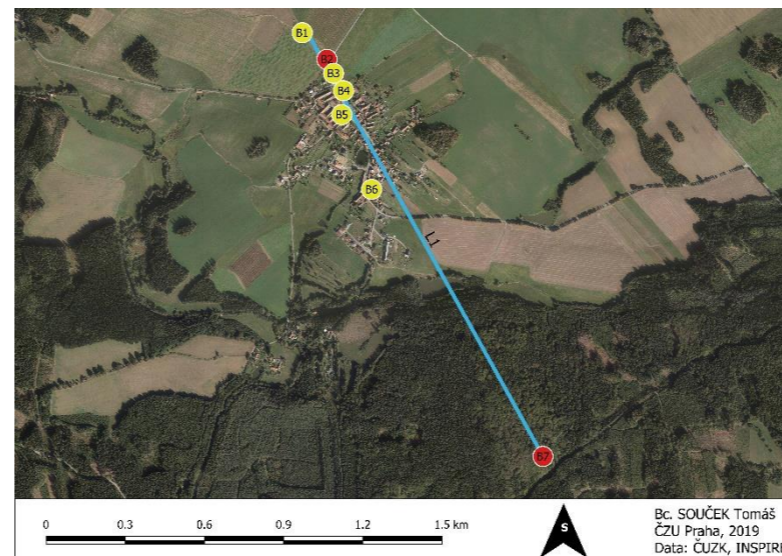 B1
B2
B3
B4
B5
B6
L1
B7
0 0.3 0.6 0.9 1.2 1.5 km
S
Bc. SOUČEK Tomáš
ČZU Praha, 2019
Data: ČUZK, INSPIRE